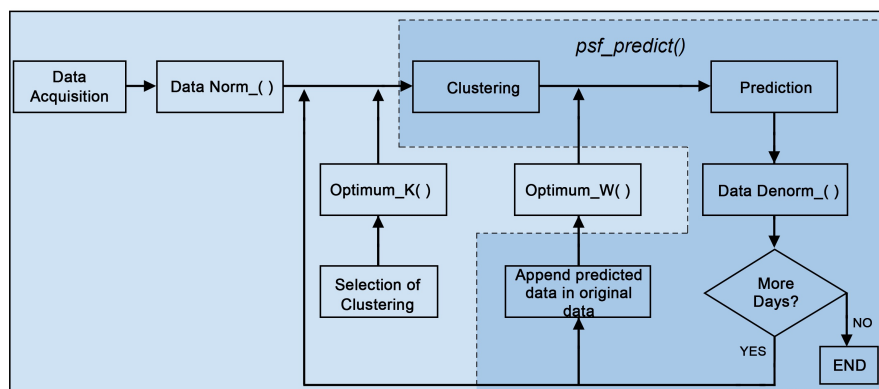 psf_predict()
Data
Acquisition
Data Norm_( )
Clustering
Prediction
Optimum_K( )
Optimum_W( )
Data Denorm_( )
Selection of
Clustering
Append predicted
data in original
data
More
Days?
NO
YES
END